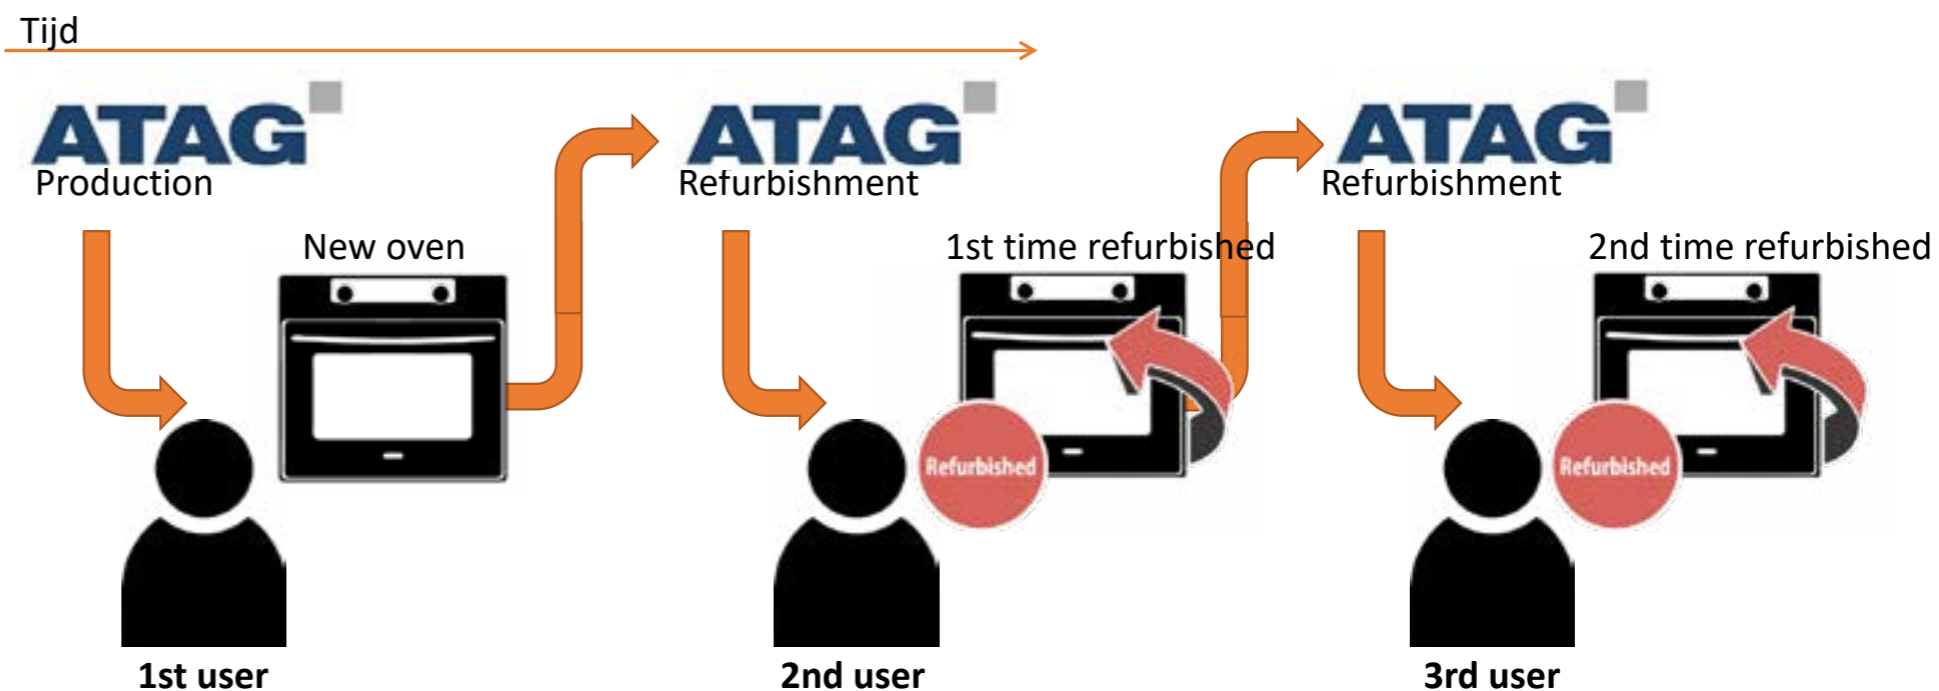 Tijd
ATAG
Production
ATAG
Refurbishment
ATAG
Refurbishment
New oven
1st time refurbished
2nd time refurbished
Refurbished
Refurbished
1st user
2nd user
3rd user